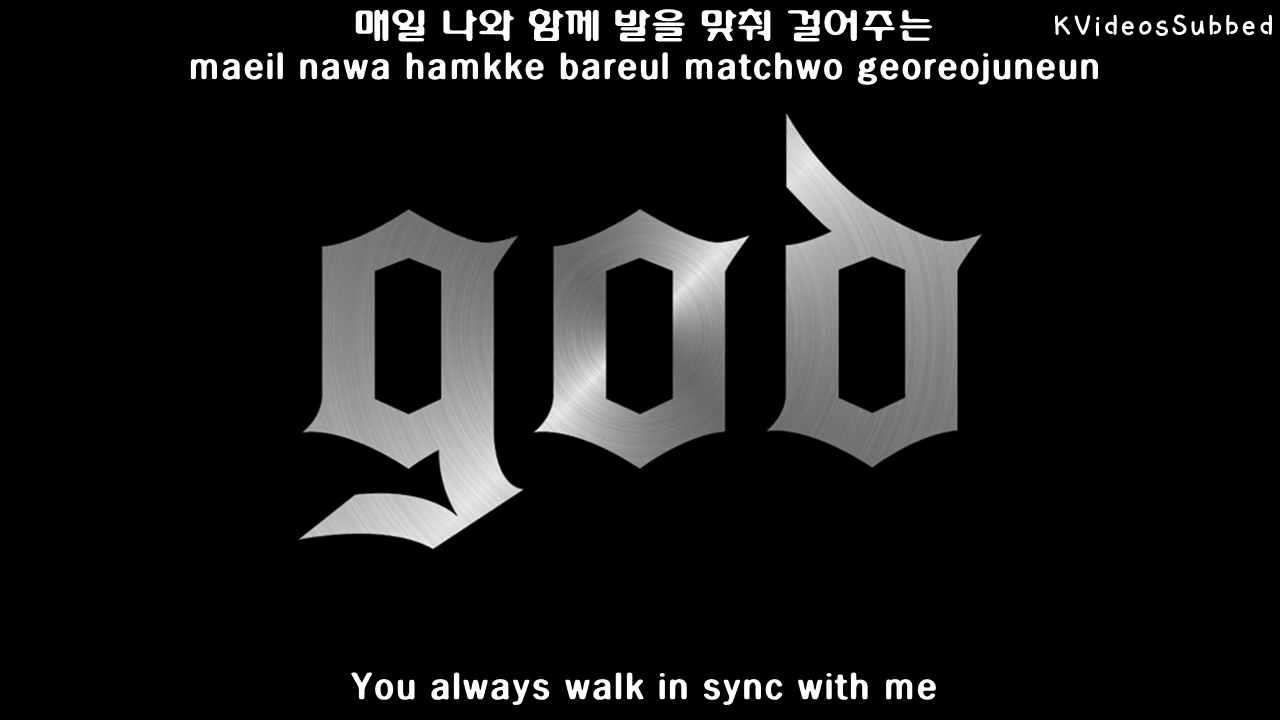 매일 나와 함께 발을 맞춰 걸어주는
KVideosSubbed
maeil nawa hamkke bareul matchwo georeojuneun
god
You always walk in sync with me